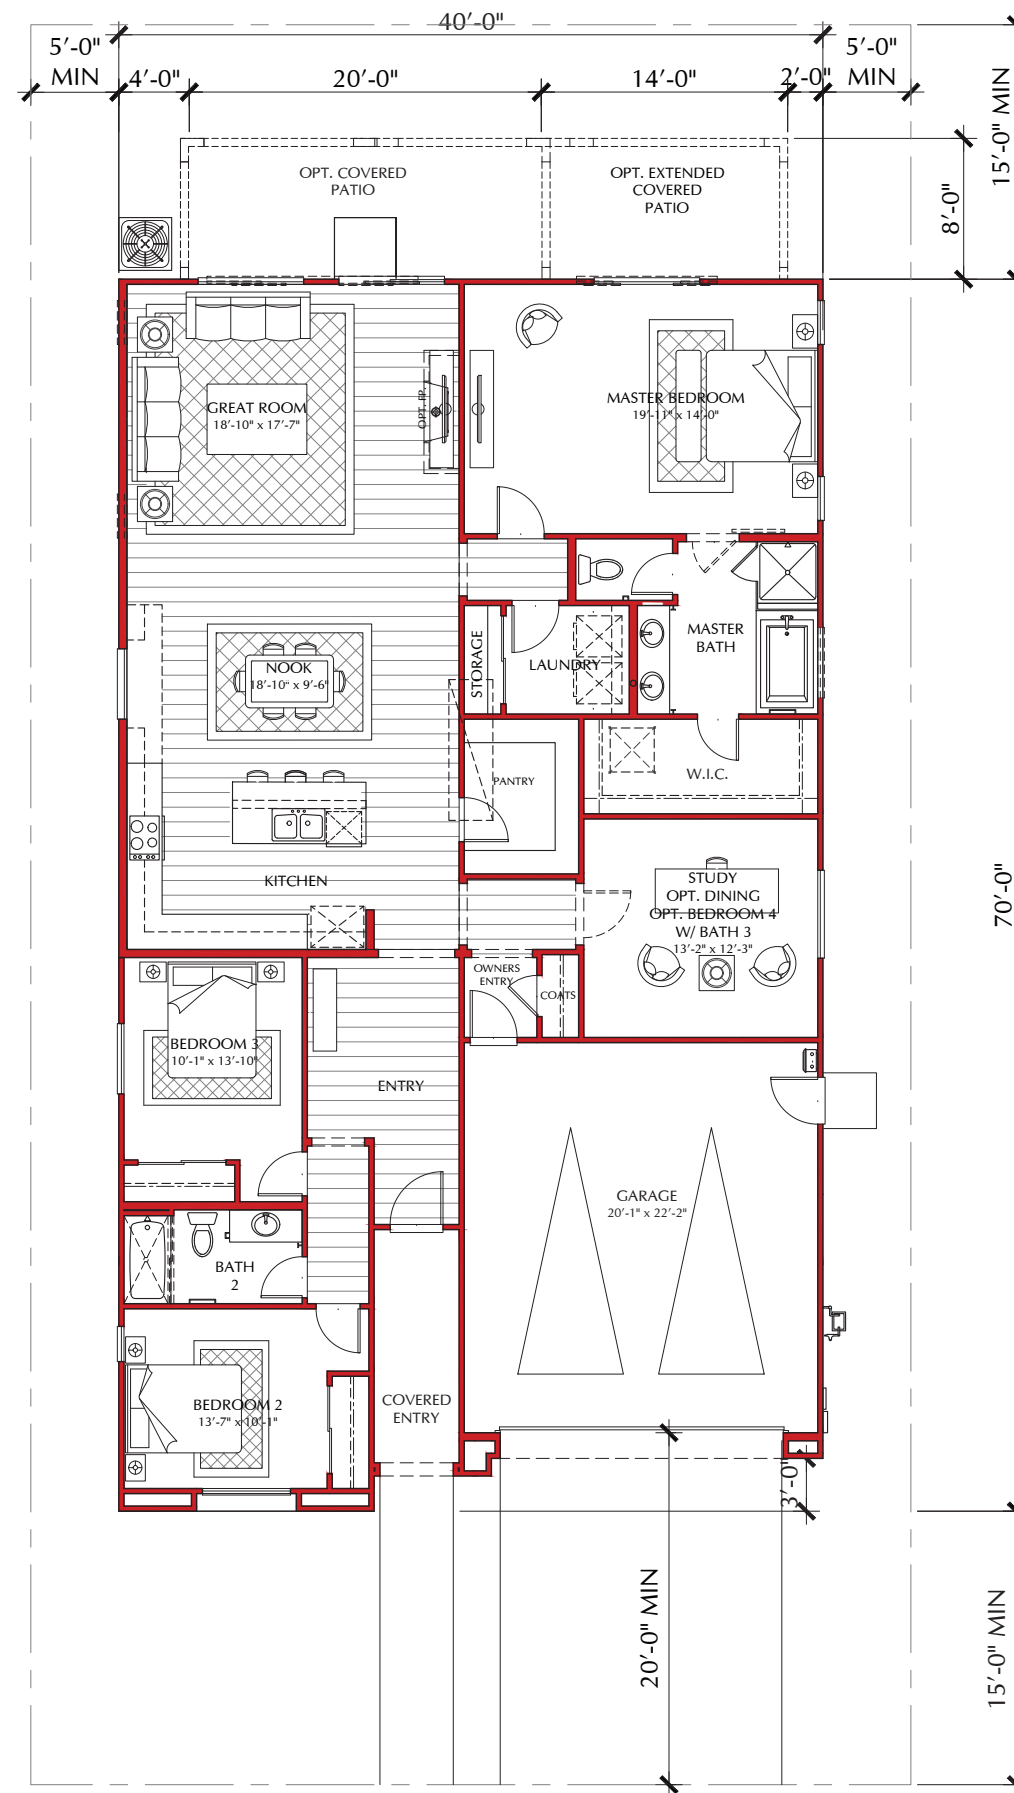 40'-0"
5'-0"
MIN
4'-0"
20'-0"
14'-0"
2'-0"
5'-0"
MIN
15'-0" MIN
8'-0"
OPT. COVERED
PATIO
OPT. EXTENDED
COVERED
PATIO
GREAT ROOM
18'-10" x 17'-7"
OPT. FP.
MASTER BEDROOM
19'-11" x 14'-0"
NOOK
18'-10" x 9'-6"
STORAGE
LAUNDRY
MASTER
BATH
PANTRY
W.I.C.
KITCHEN
STUDY
OPT. DINING
OPT. BEDROOM 4
W/ BATH 3
13'-2" x 12'-3"
70'-0"
OWNERS
ENTRY
COATS
BEDROOM 3
10'-1" x 13'-10"
ENTRY
GARAGE
20'-1" x 22'-2"
BATH
2
BEDROOM 2
13'-7" x 10'-1"
COVERED
ENTRY
3'-0"
20'-0" MIN
15'-0" MIN